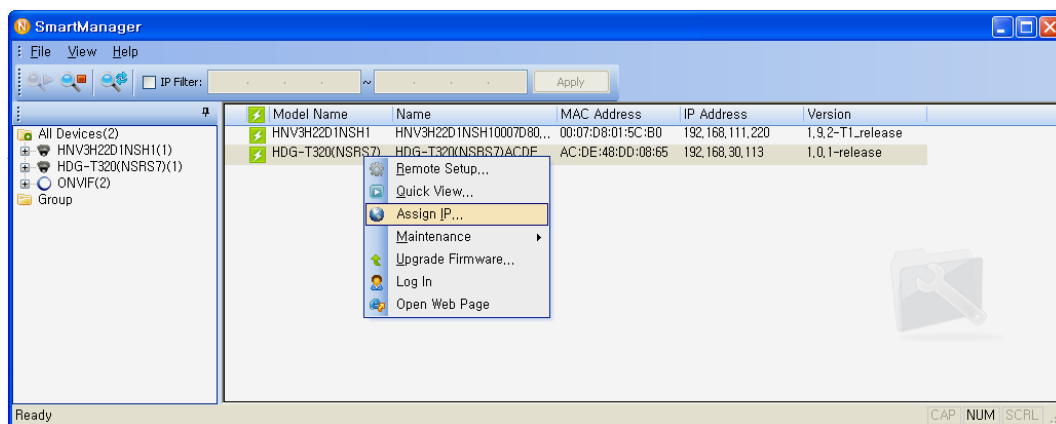 SmartManager
File View Help
IP Filter: . . . ~ . . . Apply
All Devices(2)
HNV3H22D1NSH1(1)
HDG-T320(NSRS7)(1)
ONVIF(2)
Group
Model Name Name MAC Address IP Address Version
HNV3H22D1NSH1 HNV3H22D1NSH10007D80... 00:07:D8:01:5C:B0 192,168,111,220 1,9,2-T1_release
HDG-T320(NSRS7) HDG-T320(NSRS7)ACDE AC:DE:48:DD:08:65 192,168,30,113 1,0,1-release
Remote Setup...
Quick View...
Assign IP...
Maintenance
Upgrade Firmware...
Log In
Open Web Page
Ready CAP NUM SCRL